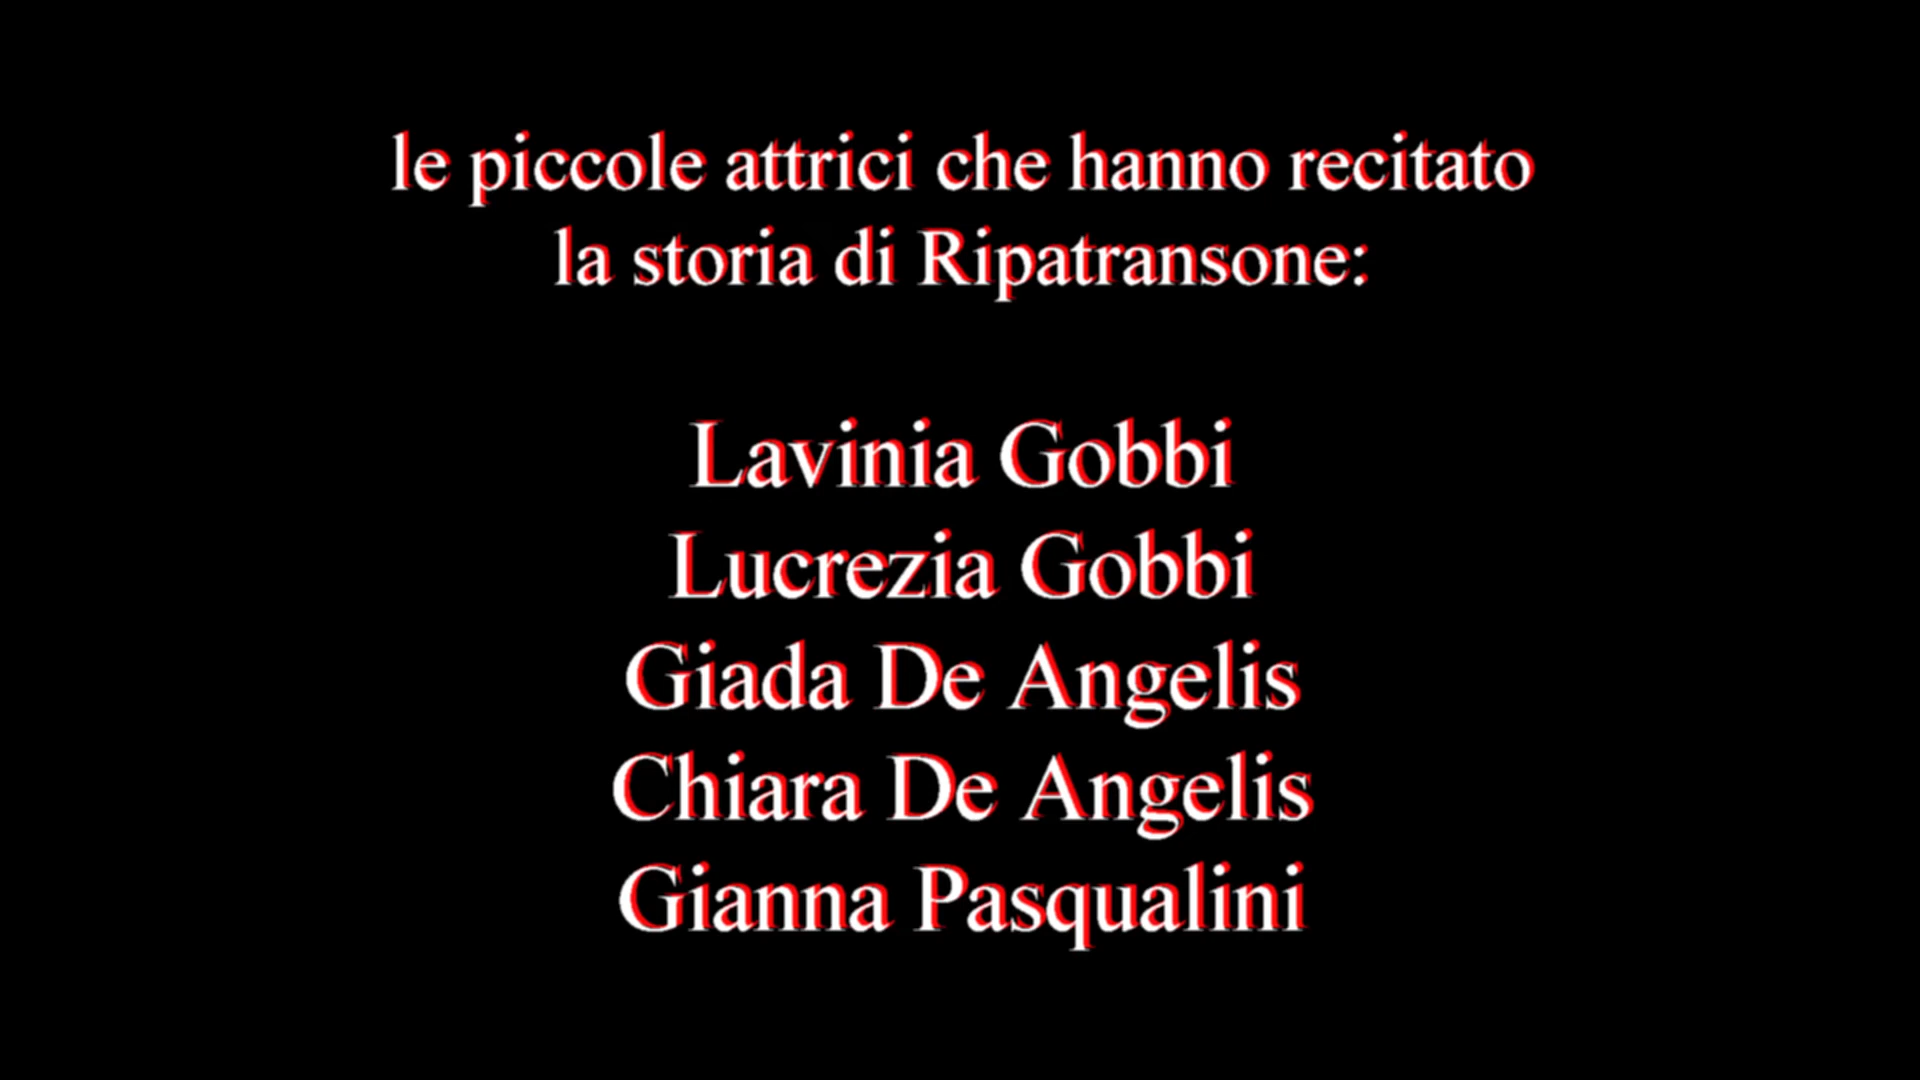 le piccole attrici che hanno recitato
la storia di Ripatransone:
Lavinia Gobbi
Lucrezia Gobbi
Giada De Angelis
Chiara De Angelis
Gianna Pasqualini